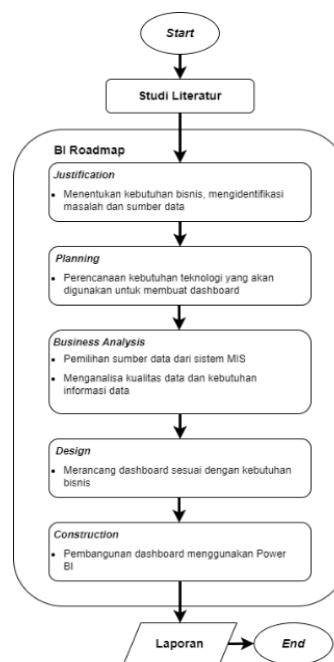 Start
Studi Literatur
BI Roadmap
Justification
• Menentukan kebutuhan bisnis, mengidentifikasi
masalah dan sumber data
Planning
• Perencanaan kebutuhan teknologi yang akan
digunakan untuk membuat dashboard
Business Analysis
• Pemilihan sumber data dari sistem MIS
• Menganalisa kualitas data dan kebutuhan
informasi data
Design
• Merancang dashboard sesuai dengan kebutuhan
bisnis
Construction
• Pembangunan dashboard menggunakan Power
BI
Laporan
End